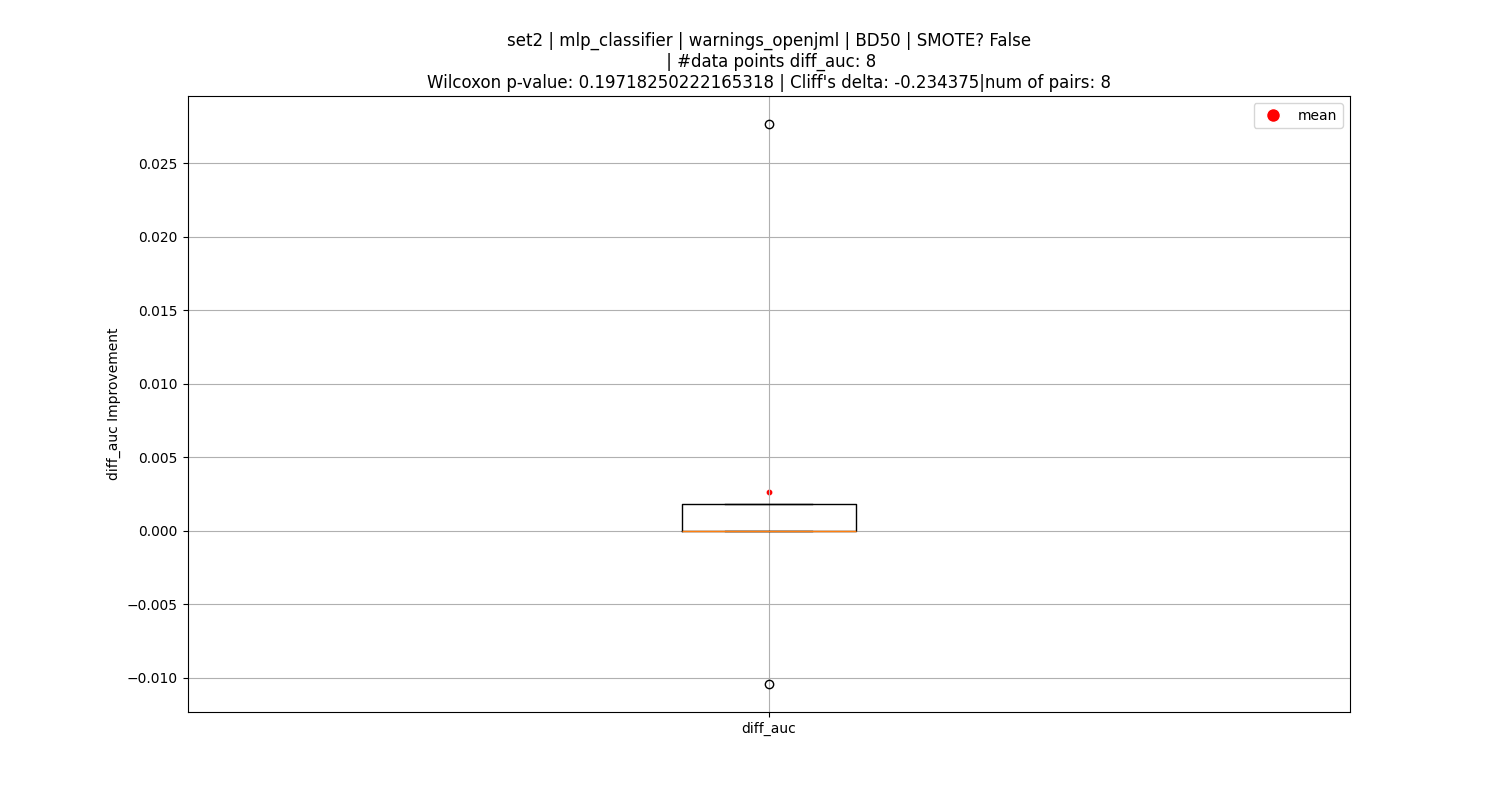 set2 | mlp_classifier | warnings_openjml | BD50 | SMOTE? False
| #data points diff_auc: 8
Wilcoxon p-value: 0.19718250222165318 | Cliff's delta: -0.234375|num of pairs: 8
mean
0.025
0.020
0.015
0.010
0.005
0.000
−0.005
−0.010
diff_auc Improvement
diff_auc